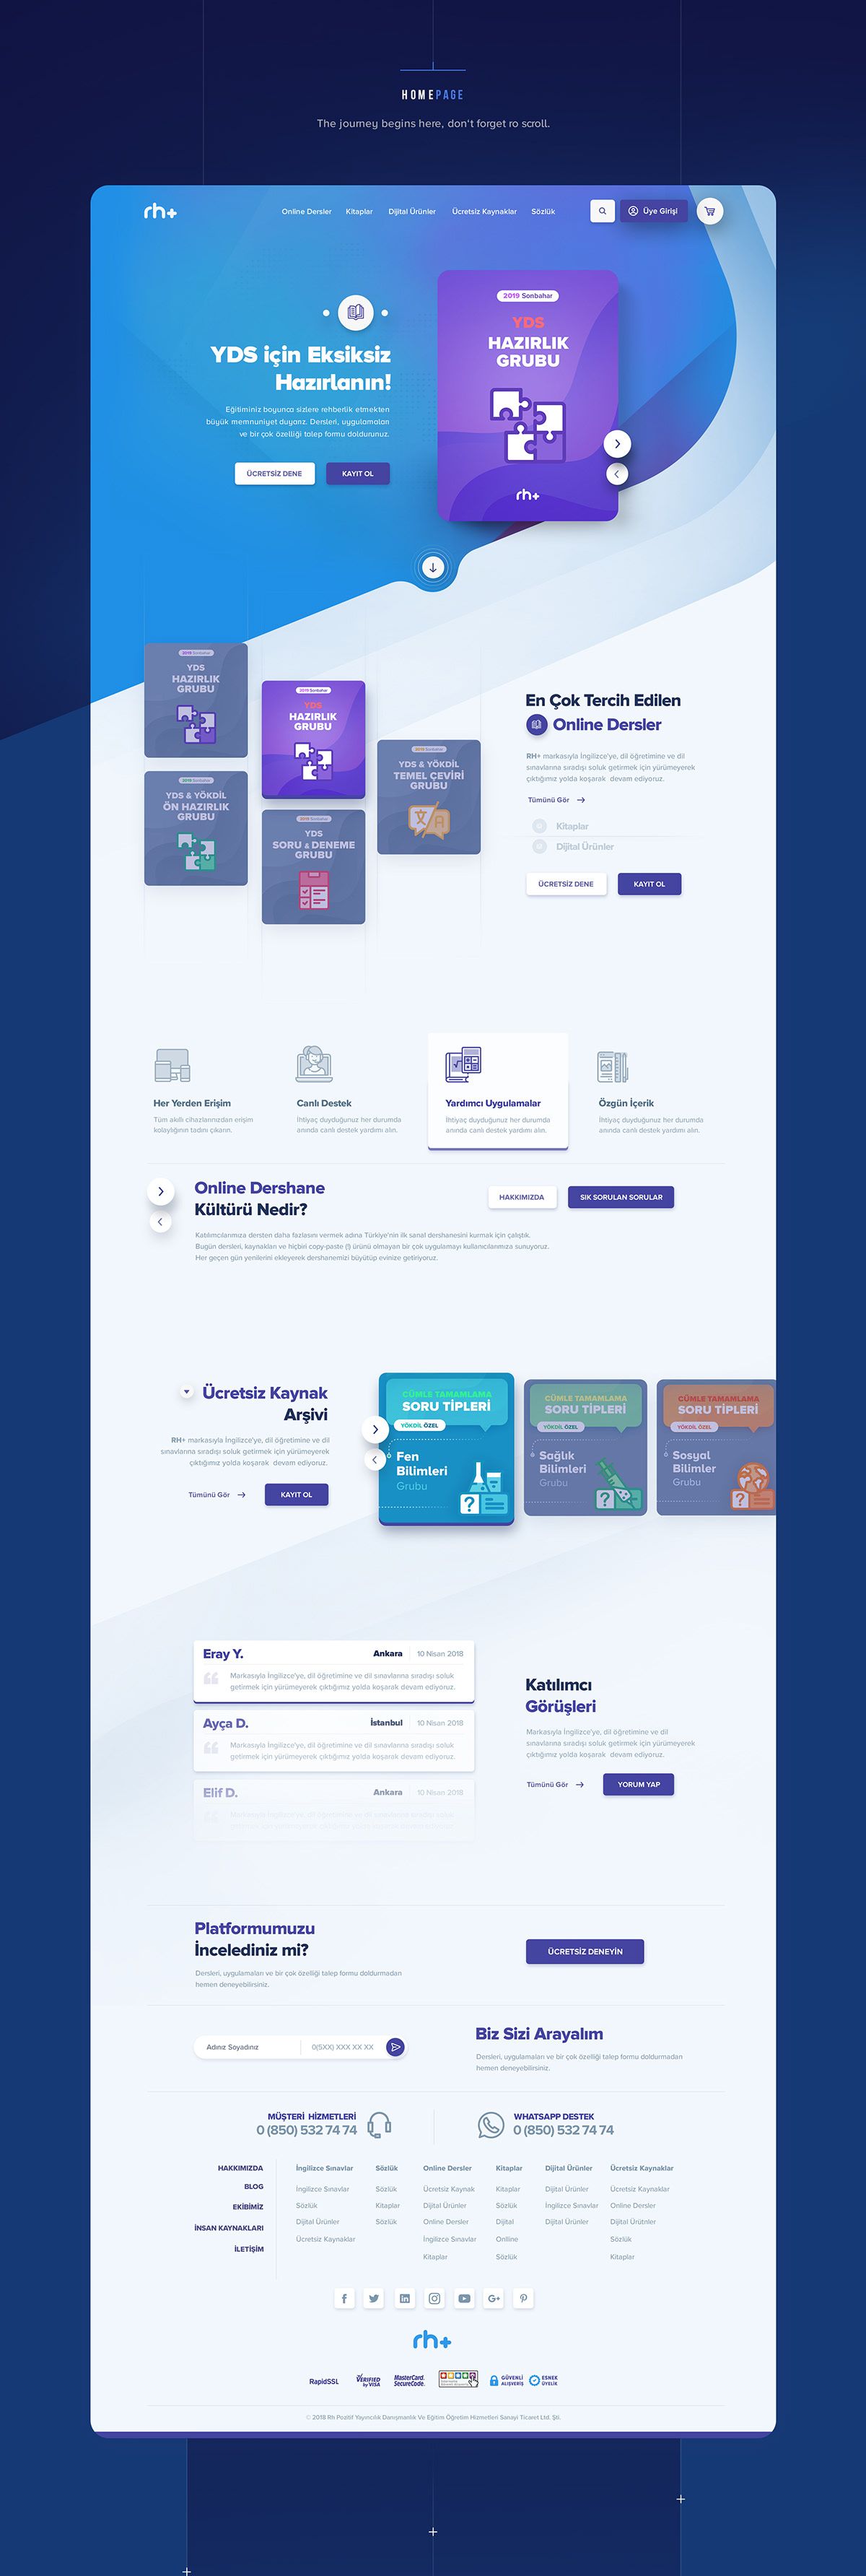 HOMEPAGE
The journey begins here, don't forget ro scroll.
rh+
Online Dersler
Kitaplar
Dijital Ürünler
Ücretsiz Kaynaklar
Sözlük
Üye Girişi
YDS için Eksiksiz
Hazırlanın!
Eğitiminiz boyunca sizlere rehberlik etmekten
büyük memnuniyet duyarız. Dersleri, uygulamaları
ve bir çok özelliği talep formu doldurunuz.
ÜCRETSİZ DENE
KAYIT OL
2019 Sonbahar
YDS
HAZIRLIK
GRUBU
rh+
2019 Sonbahar
YDS
HAZIRLIK
GRUBU
2019 Sonbahar
YDS & YÖKDİL
ÖN HAZIRLIK
GRUBU
2019 Sonbahar
YDS
HAZIRLIK
GRUBU
2019 Sonbahar
YDS
SORU & DENEME
GRUBU
2019 Sonbahar
YDS & YÖKDİL
TEMEL ÇEVİRİ
GRUBU
En Çok Tercih Edilen
Online Dersler
RH+ markasıyla İngilizce'ye, dil öğretimine ve dil
sınavlarına sıradışı soluk getirmek için yürümeyerek
çıktığımız yolda koşarak devam ediyoruz.
Tümünü Gör
Kitaplar
Dijital Ürünler
ÜCRETSİZ DENE
KAYIT OL
Her Yerden Erişim
Tüm akıllı cihazlarınızdan erişim
kolaylığının tadını çıkarın.
Canlı Destek
İhtiyaç duyduğunuz her durumda
anında canlı destek yardımı alın.
Yardımcı Uygulamalar
İhtiyaç duyduğunuz her durumda
anında canlı destek yardımı alın.
Özgün İçerik
İhtiyaç duyduğunuz her durumda
anında canlı destek yardımı alın.
Online Dershane
Kültürü Nedir?
HAKKIMIZDA
SIK SORULAN SORULAR
Katılımcılarımıza dersten daha fazlasını vermek adına Türkiye'nin ilk sanal dershanesini kurmak için çalıştık.
Bugün dersleri, kaynakları ve hiçbiri copy-paste (!) ürünü olmayan bir çok uygulamayı kullanıcılarımıza sunuyoruz.
Her geçen gün yenilerini ekleyerek dershanemizi büyütüp evinize getiriyoruz.
Ücretsiz Kaynak
Arşivi
RH+ markasıyla İngilizce'ye, dil öğretimine ve dil
sınavlarına sıradışı soluk getirmek için yürümeyerek
çıktığımız yolda koşarak devam ediyoruz.
Tümünü Gör
KAYIT OL
CÜMLE TAMAMLAMA
SORU TİPLERİ
YÖKDİL ÖZEL
Fen
Bilimleri
Grubu
CÜMLE TAMAMLAMA
SORU TİPLERİ
YÖKDİL ÖZEL
Sağlık
Bilimleri
Grubu
CÜMLE TAMAMLAMA
SORU TİPLERİ
YÖKDİL ÖZEL
Sosyal
Bilimler
Grubu
Eray Y.
Ankara
10 Nisan 2018
Markasıyla İngilizce'ye, dil öğretimine ve dil sınavlarına sıradışı soluk
getirmek için yürümeyerek çıktığımız yolda koşarak devam ediyoruz.
Ayça D.
İstanbul
10 Nisan 2018
Markasıyla İngilizce'ye, dil öğretimine ve dil sınavlarına sıradışı soluk
getirmek için yürümeyerek çıktığımız yolda koşarak devam ediyoruz.
Elif D.
Ankara
10 Nisan 2018
Katılımcı
Görüşleri
Markasıyla İngilizce'ye, dil öğretimine ve dil
sınavlarına sıradışı soluk getirmek için yürümeyerek
çıktığımız yolda koşarak devam ediyoruz.
Tümünü Gör
YORUM YAP
Platformumuzu
İncelediniz mi?
Dersleri, uygulamaları ve bir çok özelliği talep formu doldurmadan
hemen deneyebilirsiniz.
ÜCRETSİZ DENEYİN
Adınız Soyadınız
0(5XX) XXX XX XX
Biz Sizi Arayalım
Dersleri, uygulamaları ve bir çok özelliği talep formu doldurmadan
hemen deneyebilirsiniz.
MÜŞTERİ HİZMETLERİ
0 (850) 532 74 74
WHATSAPP DESTEK
0 (850) 532 74 74
HAKKIMIZDA
BLOG
EKİBİMİZ
İNSAN KAYNAKLARI
İLETİŞİM
İngilizce Sınavlar
İngilizce Sınavlar
Sözlük
Dijital Ürünler
Ücretsiz Kaynaklar
Sözlük
Sözlük
Kitaplar
Sözlük
Online Dersler
Ücretsiz Kaynak
Dijital Ürünler
Online Dersler
İngilizce Sınavlar
Kitaplar
Kitaplar
Kitaplar
Sözlük
Dijital
Onlline
Sözlük
Dijital Ürünler
Dijital Ürünler
İngilizce Sınavlar
Dijital Ürünler
Ücretsiz Kaynaklar
Ücretsiz Kaynaklar
Online Dersler
Dijital Ürütnler
Sözlük
Kitaplar
rh+
RapidSSL
VERIFIED
by VISA
MasterCard.
SecureCode.
GÜVENLİ
ALIŞVERİŞ
ESNEK
ÜYELİK
© 2018 Rh Pozitif Yayıncılık Danışmanlık Ve Eğitim Öğretim Hizmetleri Sanayi Ticaret Ltd. Şti.